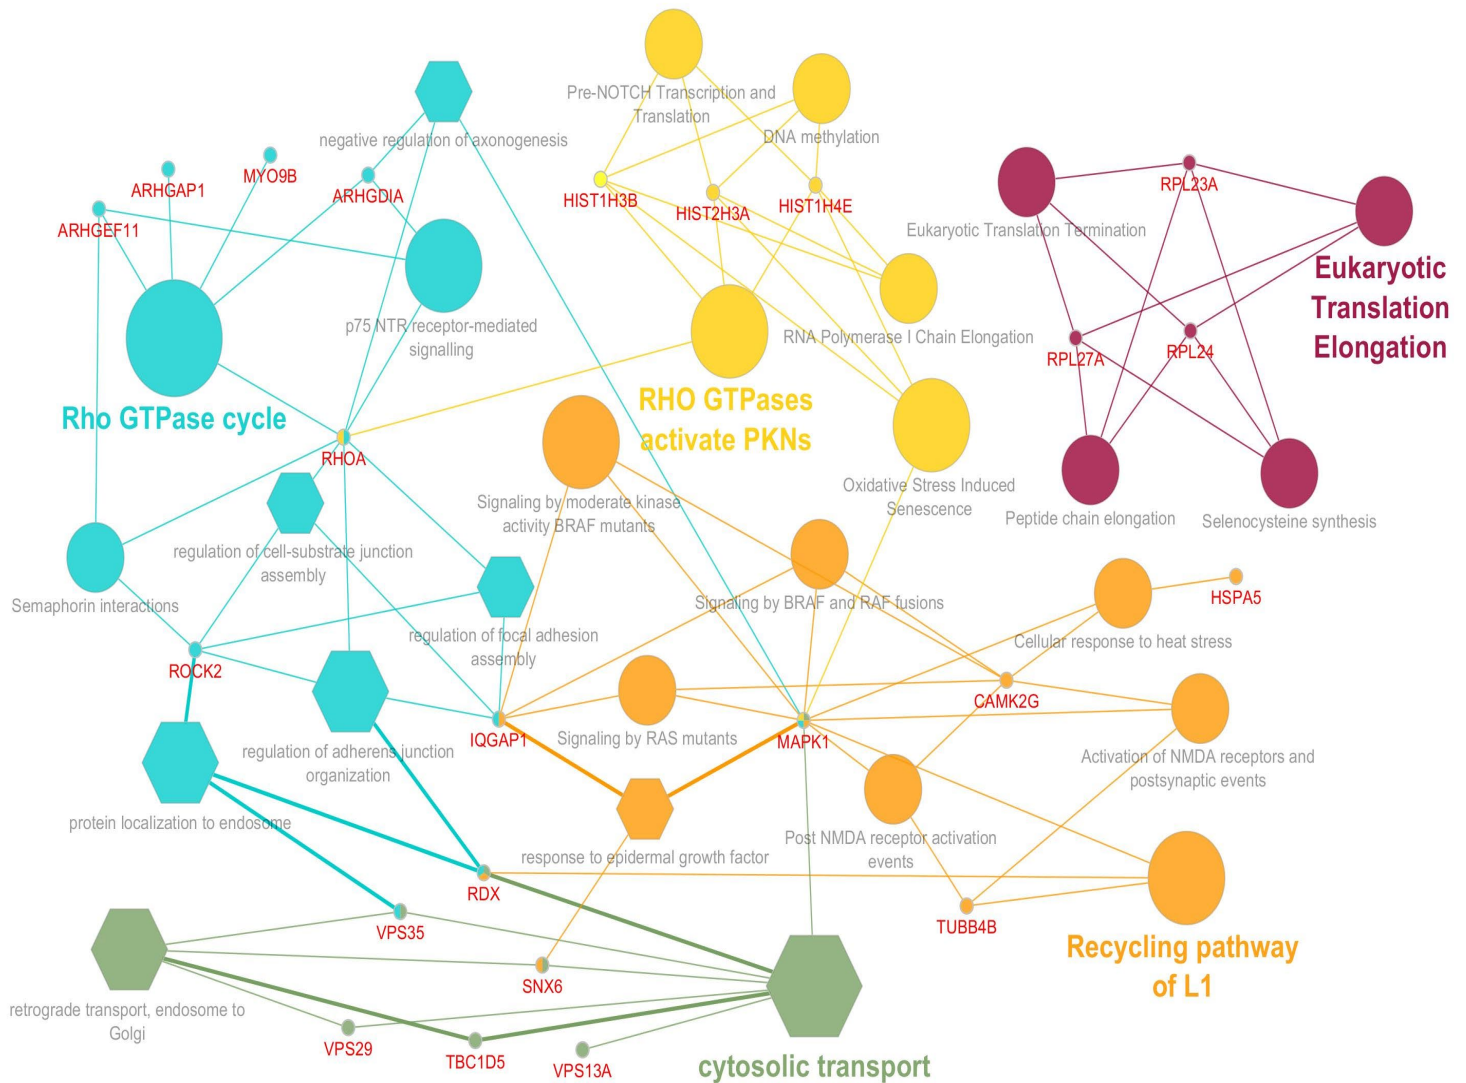 Pre-NOTCH Transcription and
Translation
DNA methylation
negative regulation of axonogenesis
MYO9B
ARHGAP1
ARHGDIA
ARHGEF11
HIST1H3B
HIST2H3A
HIST1H4E
RPL23A
Eukaryotic Translation Termination
Eukaryotic
Translation
Elongation
p75 NTR receptor-mediated
signalling
RNA Polymerase I Chain Elongation
RPL27A
RPL24
Rho GTPase cycle
RHO GTPases
activate PKNs
RHOA
Signaling by moderate kinase
activity BRAF mutants
Oxidative Stress Induced
Senescence
Peptide chain elongation
Selenocysteine synthesis
regulation of cell-substrate junction
assembly
Semaphorin interactions
regulation of focal adhesion
assembly
Signaling by BRAF and RAF fusions
HSPA5
Cellular response to heat stress
ROCK2
CAMK2G
regulation of adherens junction
organization
IQGAP1
Signaling by RAS mutants
MAPK1
Activation of NMDA receptors and
postsynaptic events
protein localization to endosome
response to epidermal growth factor
Post NMDA receptor activation
events
RDX
VPS35
TUBB4B
Recycling pathway
of L1
SNX6
retrograde transport, endosome to
Golgi
VPS29
TBC1D5
VPS13A
cytosolic transport